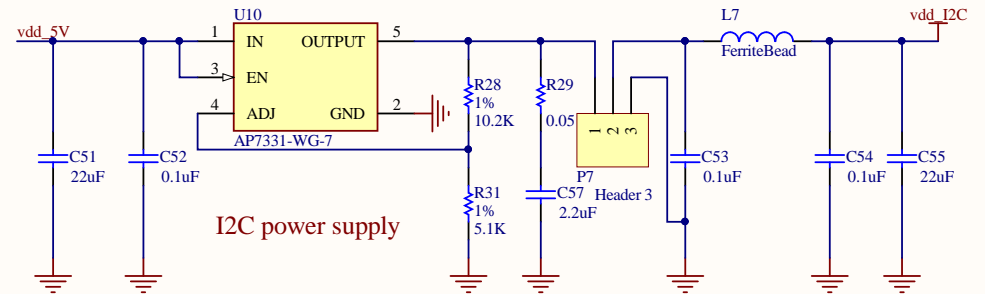 U10
L7
vdd_5V
vdd_I2C
1
IN
OUTPUT
5
FerriteBead
3
EN
R28
1%
10.2K
R29
0.05
4
ADJ
GND
2
1
2
3
AP7331-WG-7
C51
22uF
C52
0.1uF
C53
0.1uF
C54
0.1uF
C55
22uF
P7
Header 3
R31
1%
5.1K
C57
2.2uF
I2C power supply